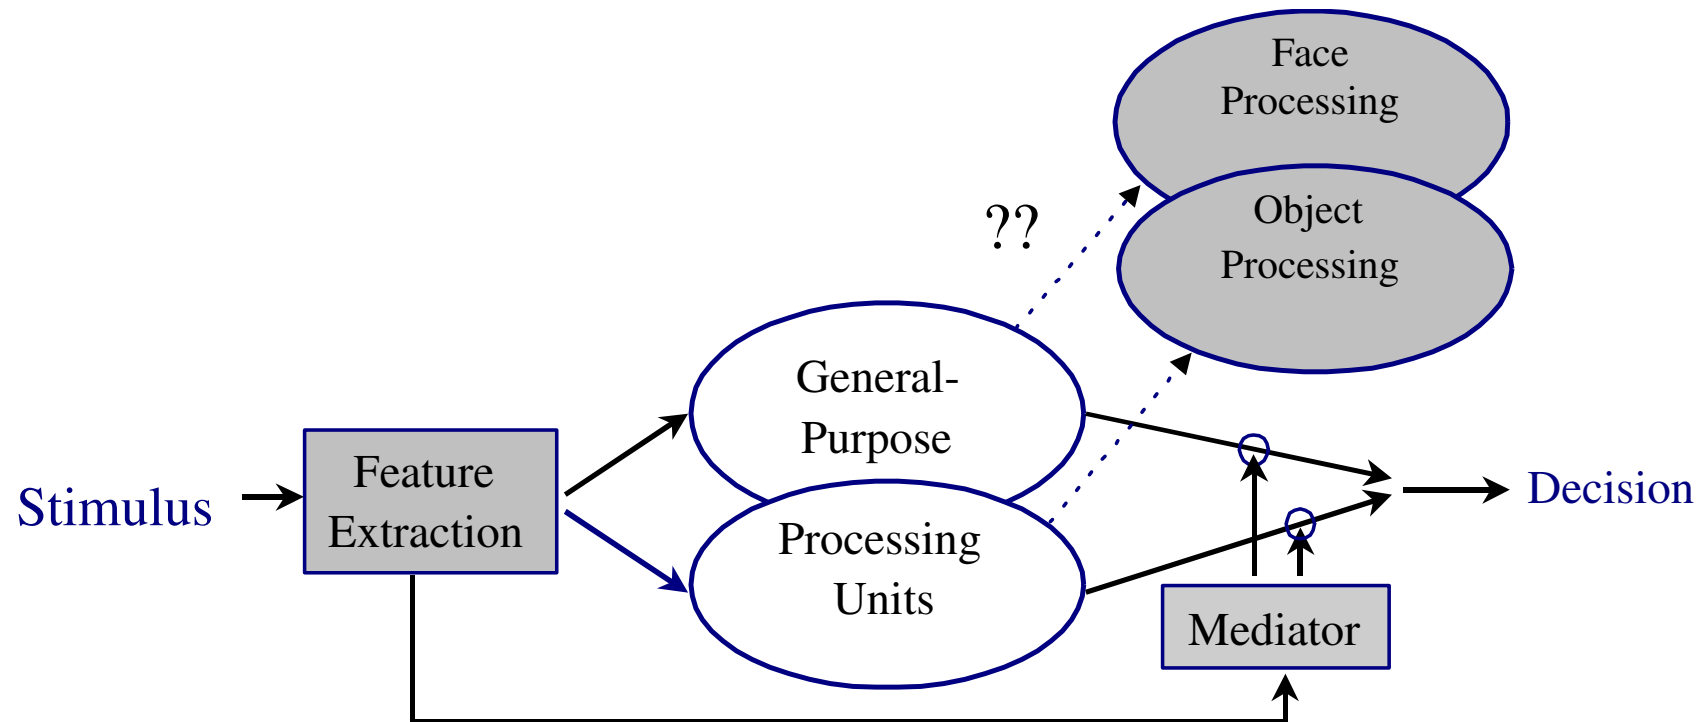 Face
Processing
Object
Processing
??
General-
Purpose
Processing
Units
Feature
Extraction
Stimulus
Decision
Mediator